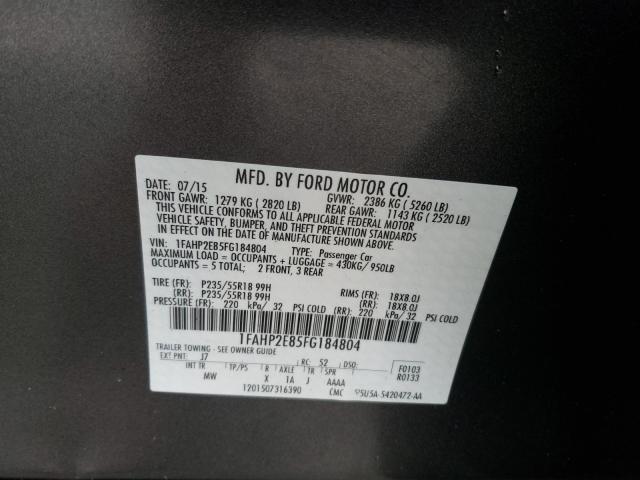 MFD. BY FORD MOTOR CO.
DATE: 07/15 GVWR: 2386 KG ( 5260 LB)
FRONT GAWR: 1279 KG ( 2820 LB) REAR GAWR: 1143 KG ( 2520 LB)
THIS VEHICLE CONFORMS TO ALL APPLICABLE FEDERAL MOTOR
VEHICLE SAFETY, BUMPER, AND THEFT PREVENTION STANDARDS
IN EFFECT ON THE DATE OF MANUFACTURE SHOWN ABOVE.
VIN: 1FAHP2E85FG184804 TYPE: Passenger Car
MAXIMUM LOAD = OCCUPANTS + LUGGAGE = 430KG/ 950LB
OCCUPANTS = 5 TOTAL; 2 FRONT, 3 REAR
TIRE (FR): P235/55R18 99H RIMS (FR): 18X8.0J
(RR): P235/55R18 99H (RR): 18X8.0J
PRESSURE (FR): 220 kPa/ 32 PSI COLD (RR): 220 kPa/ 32 PSI COLD
1FAHP2E85FG184804
TRAILER TOWING - SEE OWNER GUIDE
EXT PNT: J7 RC: 52 DSO: F0103
R0133
INT TR TP/PS R AXLE TR SPR
MW X 1A J AAAA
1201507316390 CMC 5U5A-5420472-AA